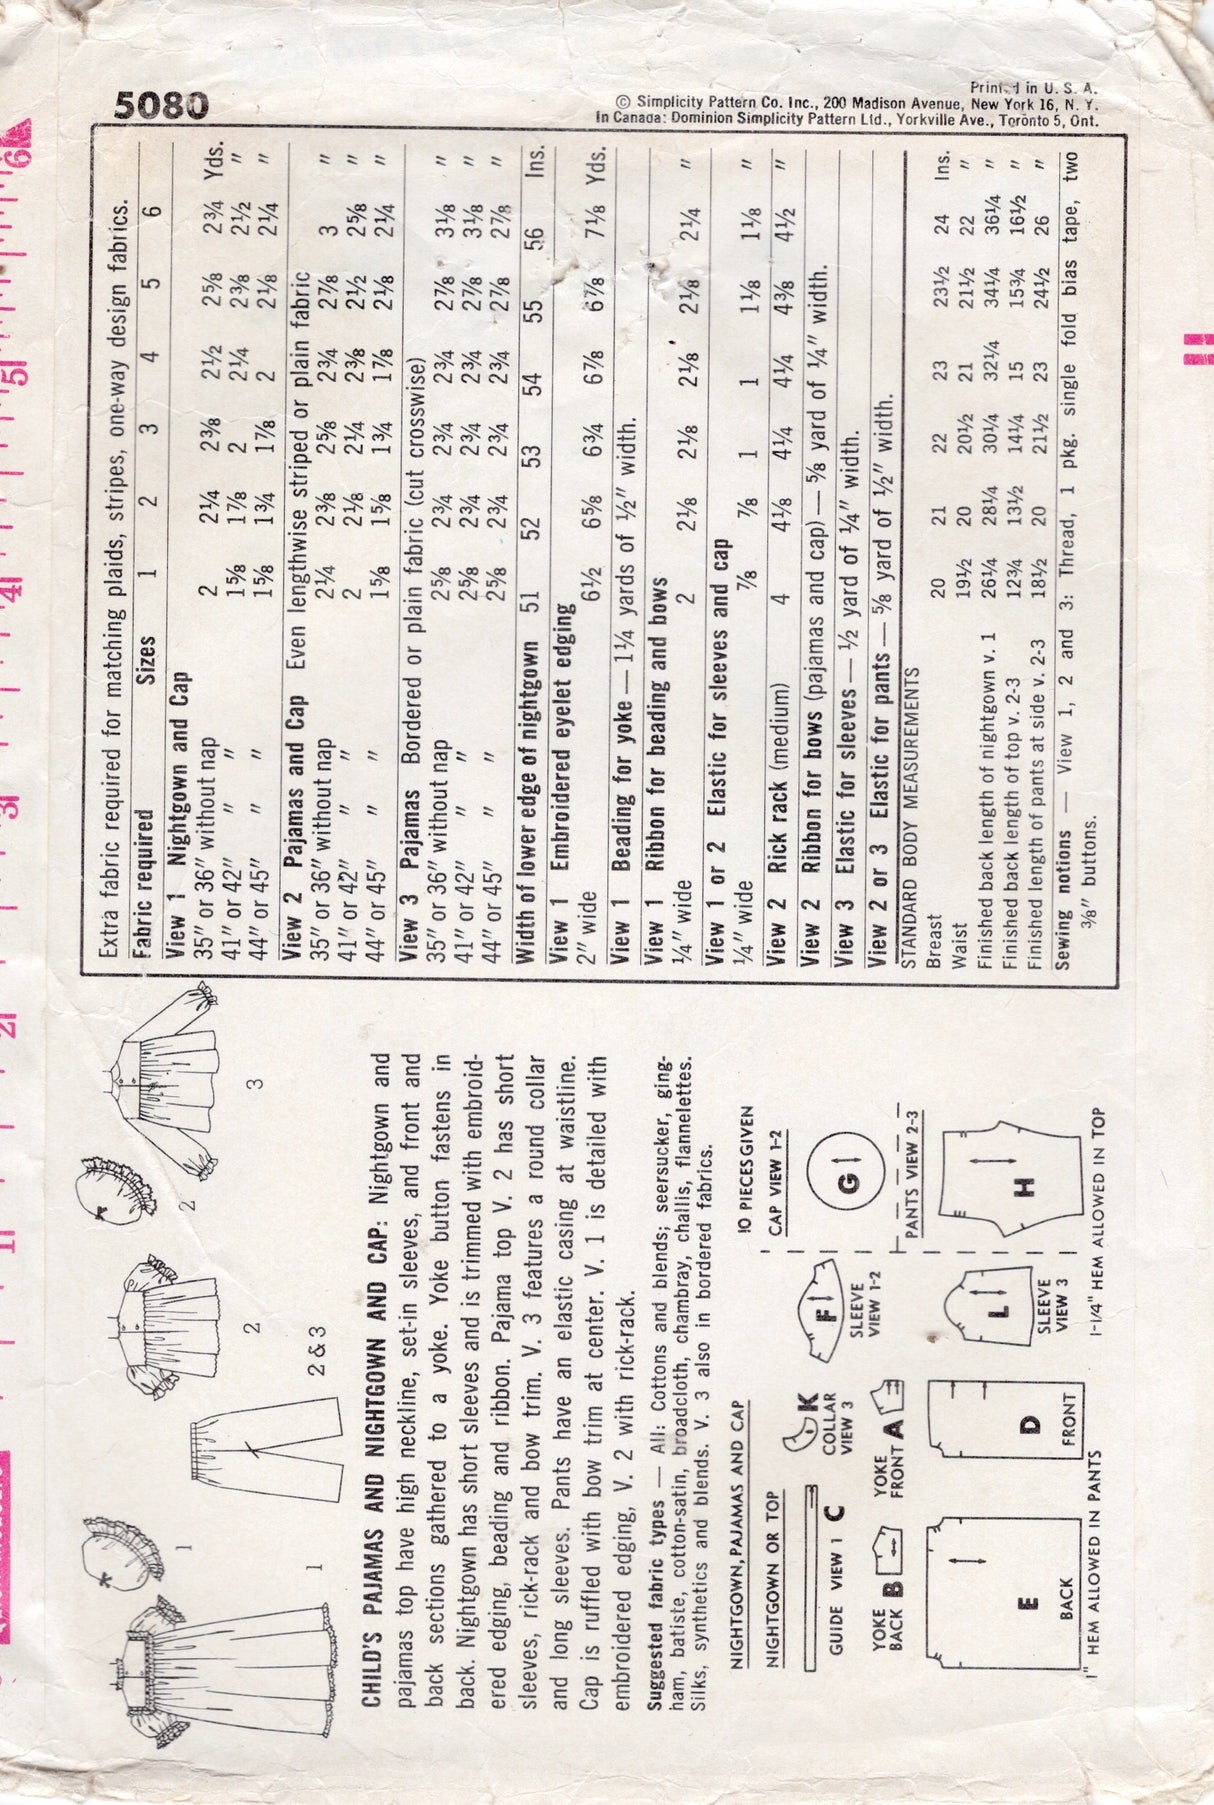 5080
Printed in U. S. A.
© Simplicity Pattern Co. Inc., 200 Madison Avenue, New York 16, N. Y.
In Canada: Dominion Simplicity Pattern Ltd., Yorkville Ave., Toronto 5, Ont.
1
1
2 & 3
2
2
3
CHILD'S PAJAMAS AND NIGHTGOWN AND CAP: Nightgown and
pajamas top have high neckline, set-in sleeves, and front and
back sections gathered to a yoke. Yoke button fastens in
back. Nightgown has short sleeves and is trimmed with embroid-
ered edging, beading and ribbon. Pajama top V. 2 has short
sleeves, rick-rack and bow trim. V. 3 features a round collar
and long sleeves. Pants have an elastic casing at waistline.
Cap is ruffled with bow trim at center. V. 1 is detailed with
embroidered edging, V. 2 with rick-rack.
Suggested fabric types — All: Cottons and blends; seersucker, ging-
ham, batiste, cotton-satin, broadcloth, chambray, challis, flannelettes.
Silks, synthetics and blends. V. 3 also in bordered fabrics.
NIGHTGOWN, PAJAMAS AND CAP
10 PIECES GIVEN
NIGHTGOWN OR TOP
CAP VIEW 1-2
GUIDE VIEW 1 C
K
COLLAR
VIEW 3
F
SLEEVE
VIEW 1-2
G
YOKE
BACK B
YOKE
FRONT A
PANTS VIEW 2-3
E
BACK
D
FRONT
L
SLEEVE
VIEW 3
H
1" HEM ALLOWED IN PANTS
1-1/4" HEM ALLOWED IN TOP
Extra fabric required for matching plaids, stripes, one-way design fabrics.
Fabric required Sizes 1 2 3 4 5 6
View 1 Nightgown and Cap
35" or 36" without nap 2 2¼ 2⅜ 2½ 2⅝ 2¾ Yds.
41" or 42" " " 1⅝ 1⅞ 2 2¼ 2⅜ 2½ "
44" or 45" " " 1⅝ 1¾ 1⅞ 2 2⅛ 2¼ "
View 2 Pajamas and Cap Even lengthwise striped or plain fabric
35" or 36" without nap 2¼ 2⅜ 2⅝ 2¾ 2⅞ 3 "
41" or 42" " " 2 2⅛ 2¼ 2⅜ 2½ 2⅝ "
44" or 45" " " 1⅝ 1⅝ 1¾ 1⅞ 2⅛ 2¼ "
View 3 Pajamas Bordered or plain fabric (cut crosswise)
35" or 36" without nap 2⅝ 2¾ 2¾ 2¾ 2⅞ 3⅛ "
41" or 42" " " 2⅝ 2¾ 2¾ 2¾ 2⅞ 3⅛ "
44" or 45" " " 2⅝ 2¾ 2¾ 2¾ 2⅞ 2⅞ "
Width of lower edge of nightgown 51 52 53 54 55 56 Ins.
View 1 Embroidered eyelet edging
2" wide 6½ 6⅝ 6¾ 6⅞ 6⅞ 7⅛ Yds.
View 1 Beading for yoke — 1¼ yards of ½" width.
View 1 Ribbon for beading and bows
¼" wide 2 2⅛ 2⅛ 2⅛ 2⅛ 2¼ "
View 1 or 2 Elastic for sleeves and cap
¼" wide ⅞ ⅞ 1 1 1⅛ 1⅛ "
View 2 Rick rack (medium) 4 4⅛ 4¼ 4¼ 4⅜ 4½ "
View 2 Ribbon for bows (pajamas and cap) — ⅝ yard of ¼" width.
View 3 Elastic for sleeves — ½ yard of ¼" width.
View 2 or 3 Elastic for pants — ⅝ yard of ½" width.
STANDARD BODY MEASUREMENTS
Breast 20 21 22 23 23½ 24 Ins.
Waist 19½ 20 20½ 21 21½ 22 "
Finished back length of nightgown v. 1 26¼ 28¼ 30¼ 32¼ 34¼ 36¼ "
Finished back length of top v. 2-3 12¾ 13½ 14¼ 15 15¾ 16½ "
Finished length of pants at side v. 2-3 18½ 20 21½ 23 24½ 26 "
Sewing notions — View 1, 2 and 3: Thread, 1 pkg. single fold bias tape, two
⅜" buttons.
1 2 3 4 5 6